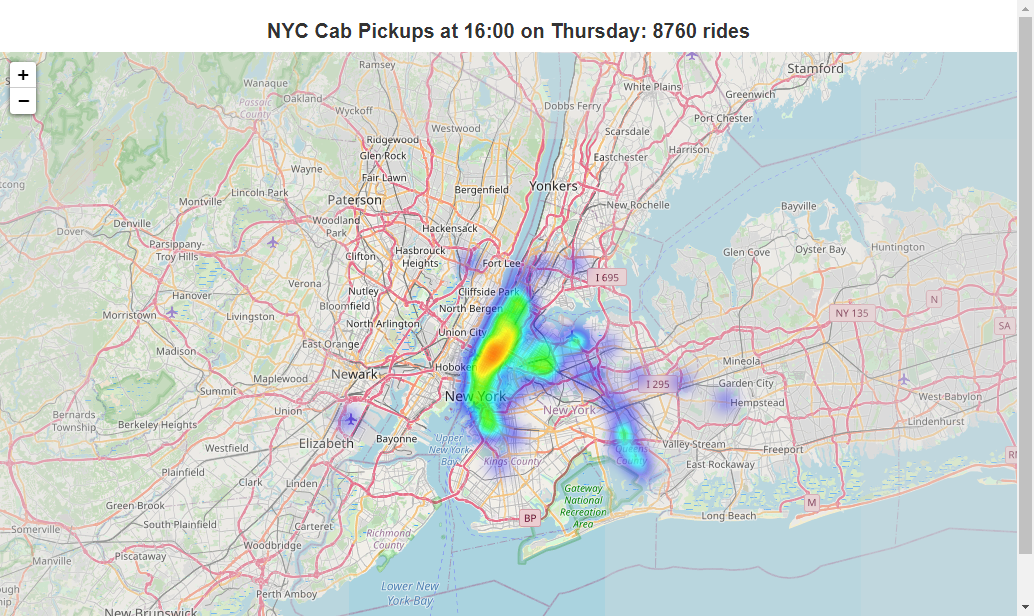 NYC Cab Pickups at 16:00 on Thursday: 8760 rides
+
−
Ramsey
Stamford
Wanaque
White Plains
Greenwich
Oakland
Passaic
County
Wyckoff
Dobbs Ferry
Port Chester
Westwood
Scarsdale
Ridgewood
Harrison
Glen Rock
Eastchester
Wayne
Fair Lawn
Bergenfield
Yonkers
Lincoln Park
Paterson
Montville
New Rochelle
Bayville
Denville
Woodland
Park
Hackensack
Dover
Parsippany-
Troy Hills
Clifton
Hasbrouck
Heights
Glen Cove
Oyster Bay
Huntington
Fort Lee
I 695
Verona
Nutley
Cliffside Park
Hanover
Bloomfield
North Bergen
N
Morristown
Livingston
North Arlington
NY 135
SA
Union City
East Orange
Madison
Mineola
Hoboken
Newark
Maplewood
I 295
Garden City
New York
Hempstead
West Babylon
Union
New York
Bernards
Township
Berkeley Heights
Lindenhurst
Elizabeth
Bayonne
Upper
New York
Bay
Valley Stream
Freeport
Westfield
Queens
County
Kings County
East Rockaway
Plainfield
Clark
Linden
Gateway
National
Recreation
Area
Green Brook
M
South Plainfield
BP
Long Beach
Carteret
Somerville
Richmond
County
Woodbridge
Piscataway
Manville
Perth Amboy
Lower New
York Bay
New Brunswick